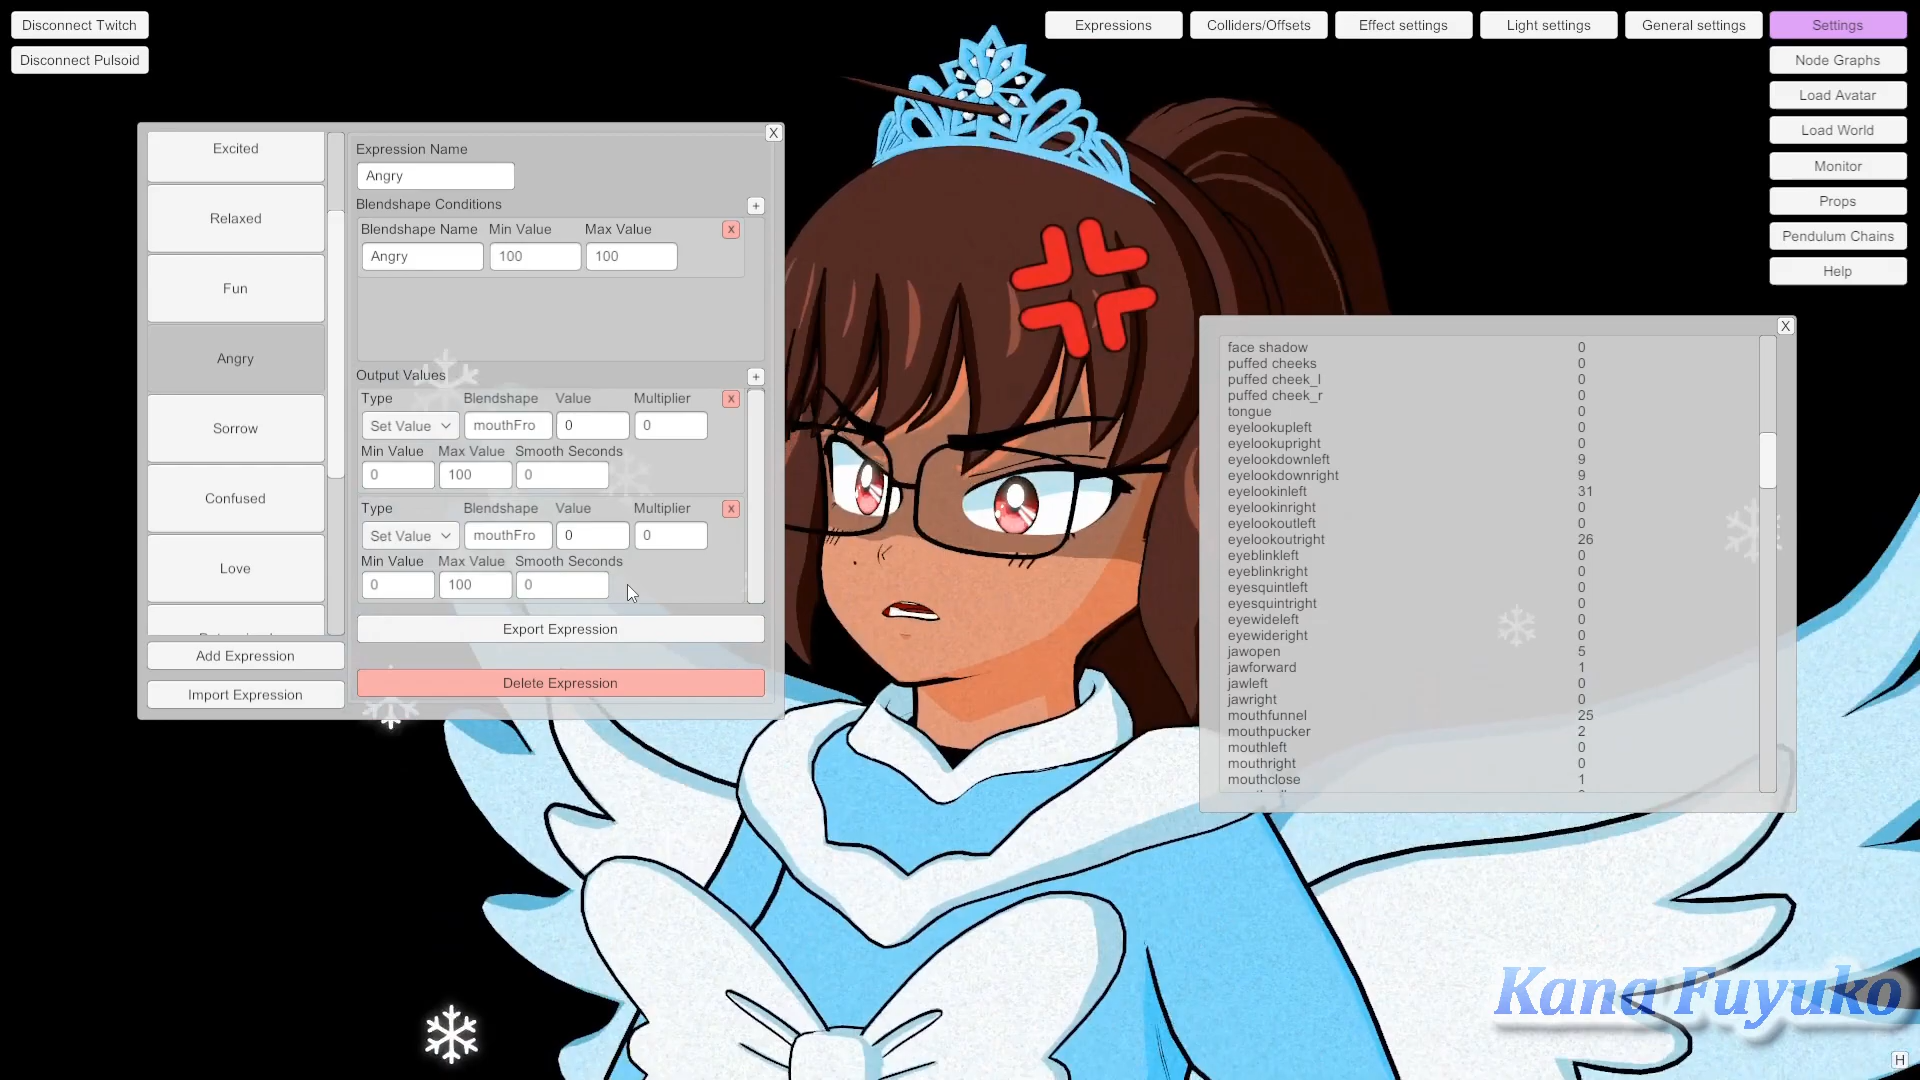 Disconnect Twitch
Disconnect Pulsoid
Expressions
Colliders/Offsets
Effect settings
Light settings
General settings
Settings
Node Graphs
Load Avatar
Load World
Monitor
Props
Pendulum Chains
Help
X
Excited
Relaxed
Fun
Angry
Sorrow
Confused
Love
Add Expression
Import Expression
Expression Name
Angry
Blendshape Conditions +
Blendshape Name Min Value Max Value X
Angry 100 100
Output Values +
Type Blendshape Value Multiplier X
Set Value mouthFro 0 0
Min Value Max Value Smooth Seconds
0 100 0
Type Blendshape Value Multiplier X
Set Value mouthFro 0 0
Min Value Max Value Smooth Seconds
0 100 0
Export Expression
Delete Expression
X
face shadow 0
puffed cheeks 0
puffed cheek_l 0
puffed cheek_r 0
tongue 0
eyelookupleft 0
eyelookupright 0
eyelookdownleft 9
eyelookdownright 9
eyelookinleft 31
eyelookinright 0
eyelookoutleft 0
eyelookoutright 26
eyeblinkleft 0
eyeblinkright 0
eyesquintleft 0
eyesquintright 0
eyewideleft 0
eyewideright 0
jawopen 5
jawforward 1
jawleft 0
jawright 0
mouthfunnel 25
mouthpucker 2
mouthleft 0
mouthright 0
mouthclose 1
Kana Fuyuko
H